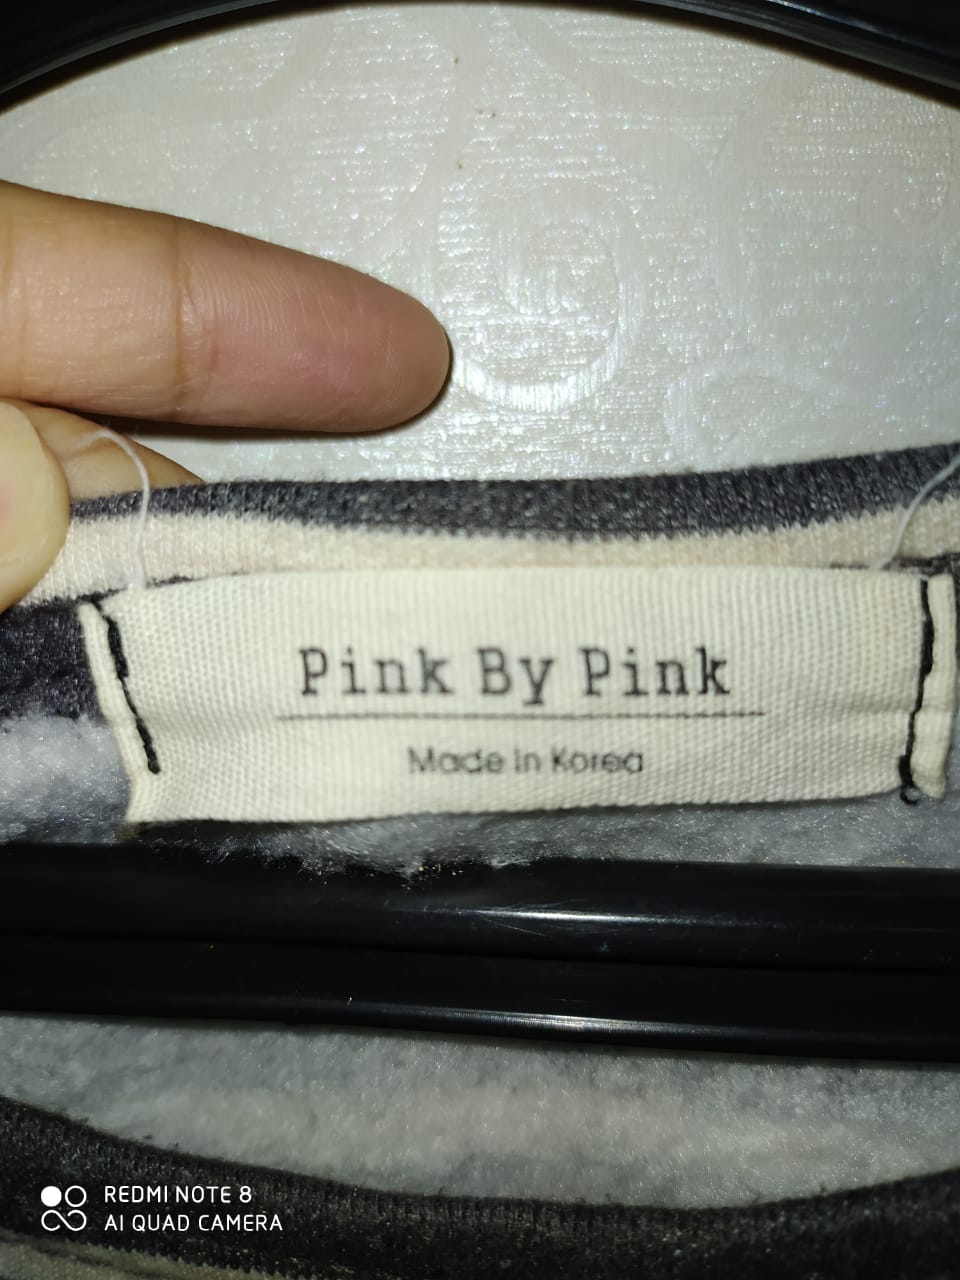 Pink By Pink
Made In Korea
REDMI NOTE 8
AI QUAD CAMERA